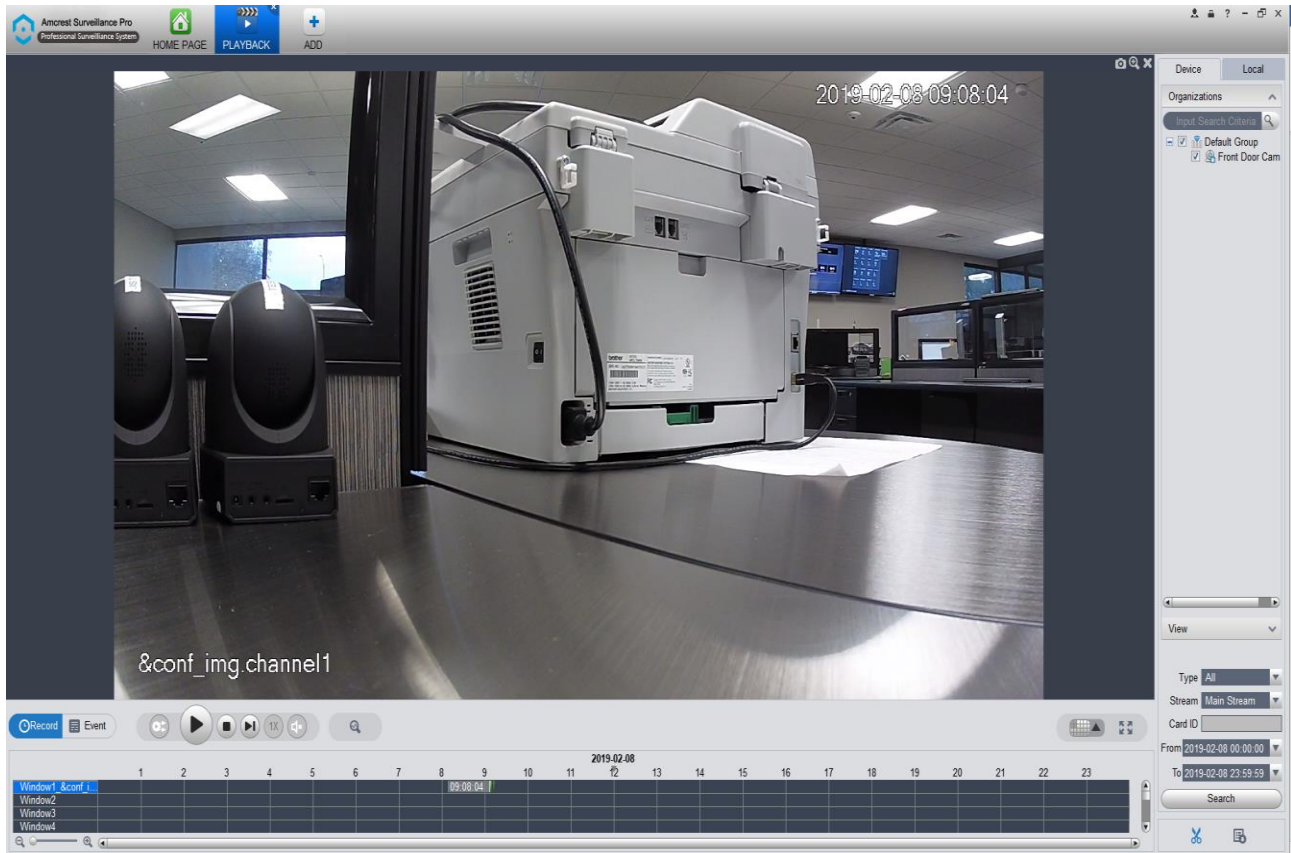 Amcrest Surveillance Pro
Professional Surveillance System
HOME PAGE
PLAYBACK
ADD
?
2019-02-08 09:08:04
brother
&conf_img.channel1
Device Local
Organizations
Input Search Criteria
Default Group
Front Door Cam
View
Type All
Stream Main Stream
Card ID
From 2019-02-08 00:00:00
To 2019-02-08 23:59:59
Search
Record Event
1X
2019-02-08
1 2 3 4 5 6 7 8 9 10 11 12 13 14 15 16 17 18 19 20 21 22 23
Window1_&conf_i... 09:08:04
Window2
Window3
Window4